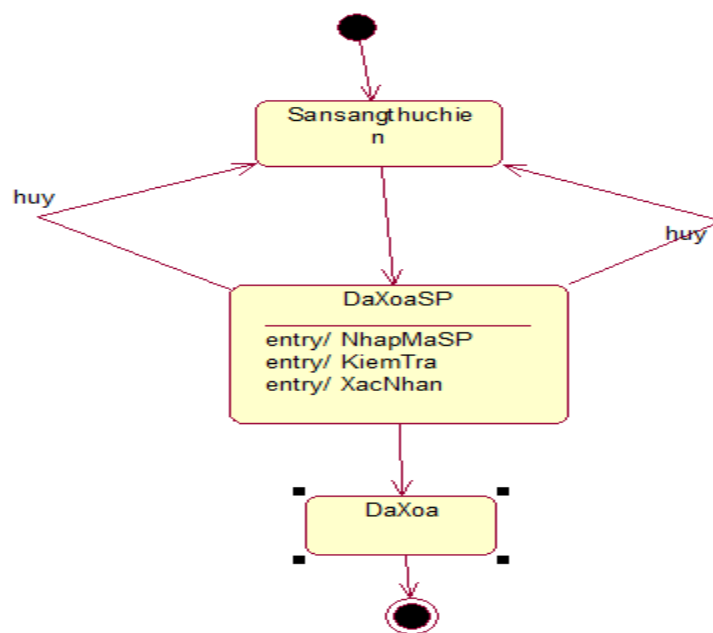 Sansangthuchie
n
huy
huy
DaXoaSP
entry/ NhapMaSP
entry/ KiemTra
entry/ XacNhan
DaXoa